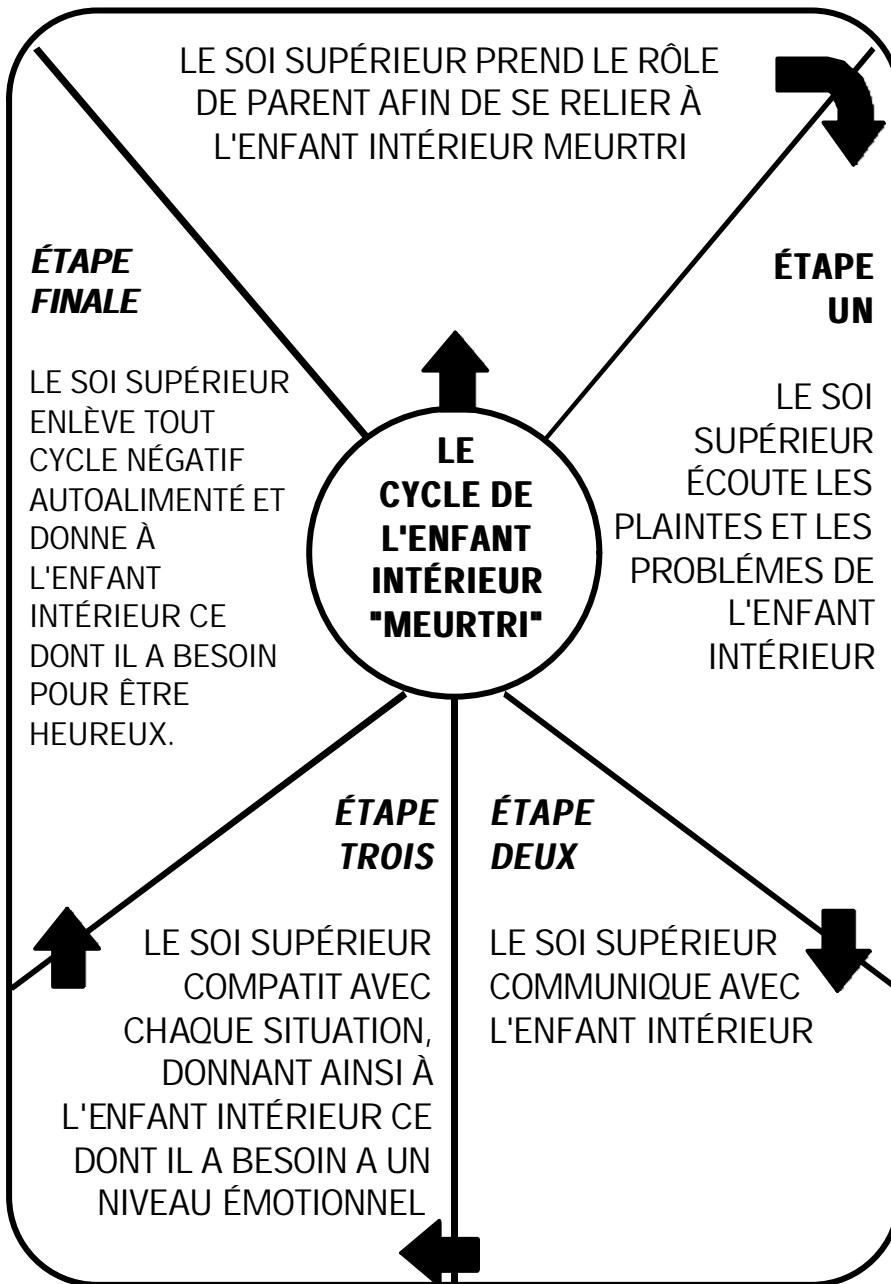 LE SOI SUPÉRIEUR PREND LE RÔLE
DE PARENT AFIN DE SE RELIER À
L'ENFANT INTÉRIEUR MEURTRI
ÉTAPE
UN
LE SOI
SUPÉRIEUR
ÉCOUTE LES
PLAINTES ET LES
PROBLÉMES DE
L'ENFANT
INTÉRIEUR
ÉTAPE
DEUX
LE SOI SUPÉRIEUR
COMMUNIQUE AVEC
L'ENFANT INTÉRIEUR
ÉTAPE
TROIS
LE SOI SUPÉRIEUR
COMPATIT AVEC
CHAQUE SITUATION,
DONNANT AINSI À
L'ENFANT INTÉRIEUR CE
DONT IL A BESOIN A UN
NIVEAU ÉMOTIONNEL
ÉTAPE
FINALE
LE SOI SUPÉRIEUR
ENLÈVE TOUT
CYCLE NÉGATIF
AUTOALIMENTÉ ET
DONNE À
L'ENFANT
INTÉRIEUR CE
DONT IL A BESOIN
POUR ÊTRE
HEUREUX.
LE
CYCLE DE
L'ENFANT
INTÉRIEUR
"MEURTRI"